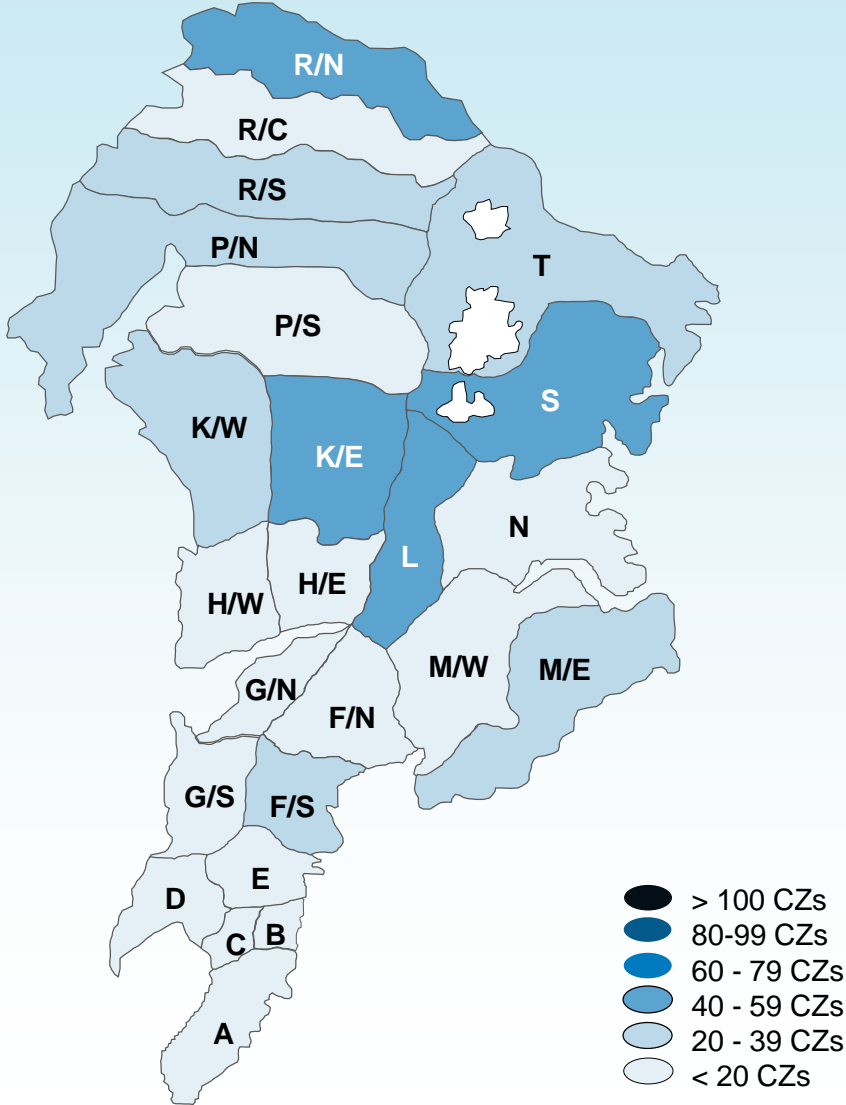 R/N
R/C
R/S
P/N
T
P/S
S
K/W
K/E
N
L
H/E
H/W
M/W
M/E
G/N
F/N
G/S
F/S
E
D
B
C
A
> 100 CZs
80-99 CZs
60 - 79 CZs
40 - 59 CZs
20 - 39 CZs
< 20 CZs